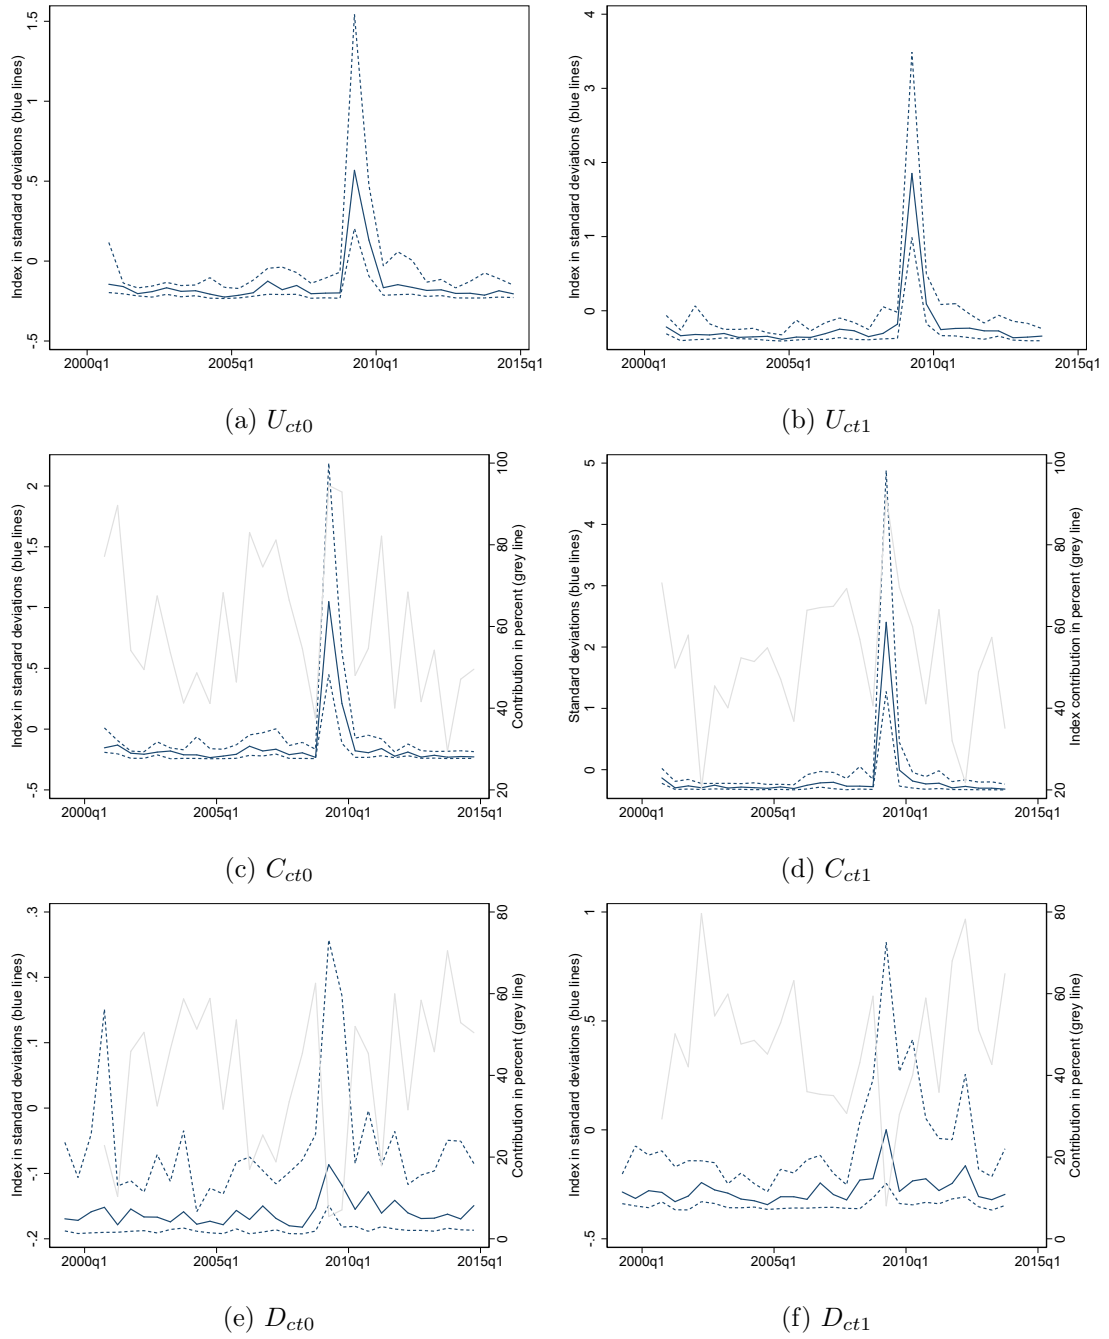 Index in standard deviations (blue lines)
1.5
1
.5
0
-.5
2000q1 2005q1 2010q1 2015q1
(a) U_ct0
Index in standard deviations (blue lines)
4
3
2
1
0
2000q1 2005q1 2010q1 2015q1
(b) U_ct1
Index in standard deviations (blue lines)
2
1.5
1
.5
0
-.5
100
80
60
40
20
Contribution in percent (grey line)
2000q1 2005q1 2010q1 2015q1
(c) C_ct0
Standard deviations (blue lines)
5
4
3
2
1
0
100
80
60
40
20
Index contribution in percent (grey line)
2000q1 2005q1 2010q1 2015q1
(d) C_ct1
Index in standard deviations (blue lines)
.3
.2
.1
0
-.1
-.2
80
60
40
20
0
Contribution in percent (grey line)
2000q1 2005q1 2010q1 2015q1
(e) D_ct0
Index in standard deviations (blue lines)
1
.5
0
-.5
80
60
40
20
0
Contribution in percent (grey line)
2000q1 2005q1 2010q1 2015q1
(f) D_ct1